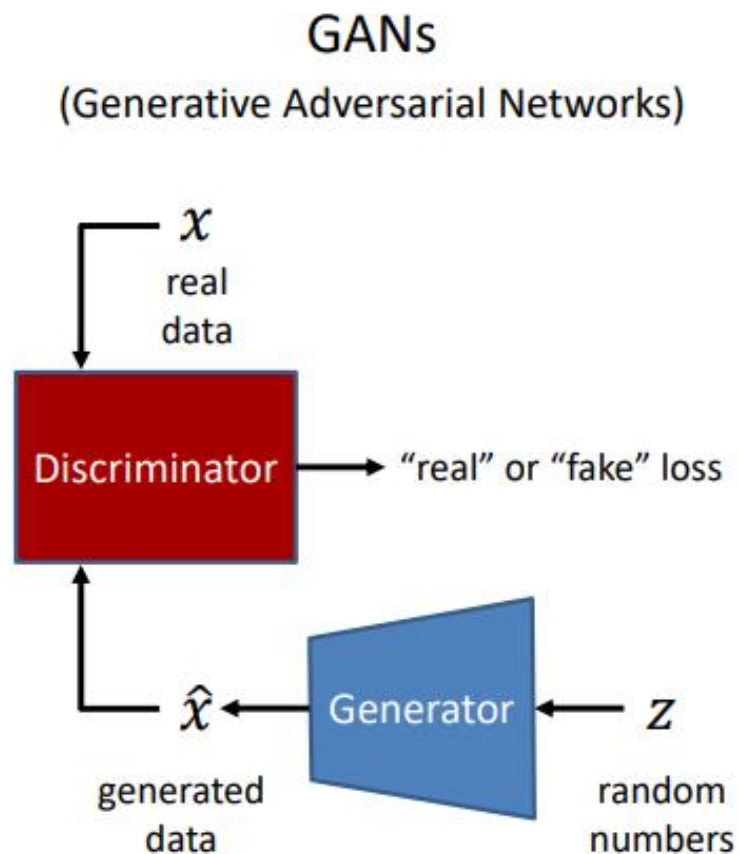 GANs
(Generative Adversarial Networks)
x
real
data
Discriminator
“real” or “fake” loss
x̂
Generator
z
generated
data
random
numbers